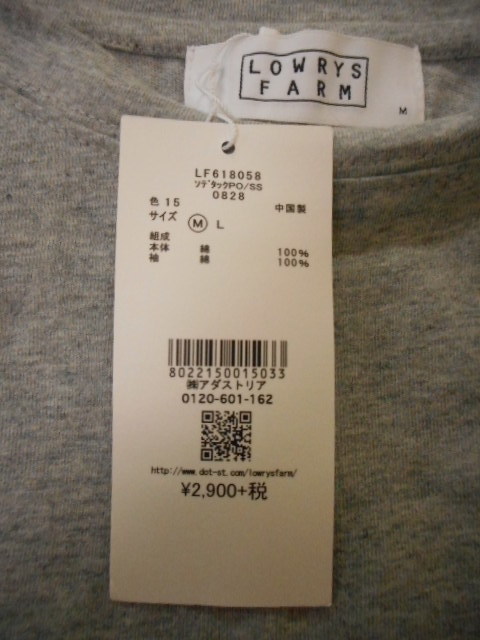 LOWRYS
FARM
M
LF618058
ｿﾃﾞﾀｯｸPO/SS
0828
色 15 中国製
サイズ Ⓜ L
組成
本体 綿 100%
袖 綿 100%
8022150015033
㈱アダストリア
0120-601-162
http://www.dot-st.com/lowrysfarm/
¥2,900+税